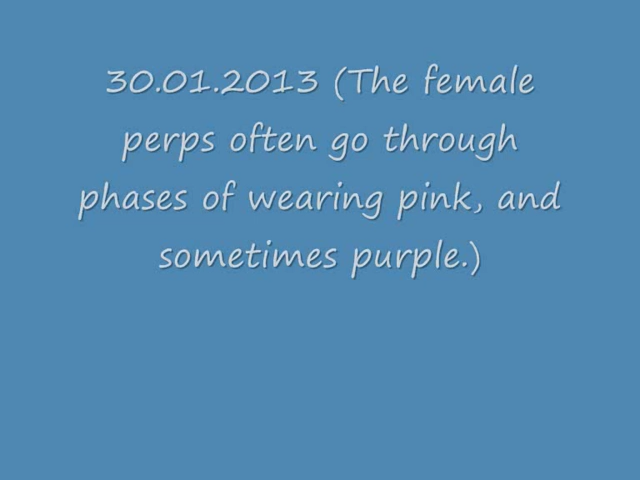 30.01.2013 (The female
perps often go through
phases of wearing pink, and
sometimes purple.)